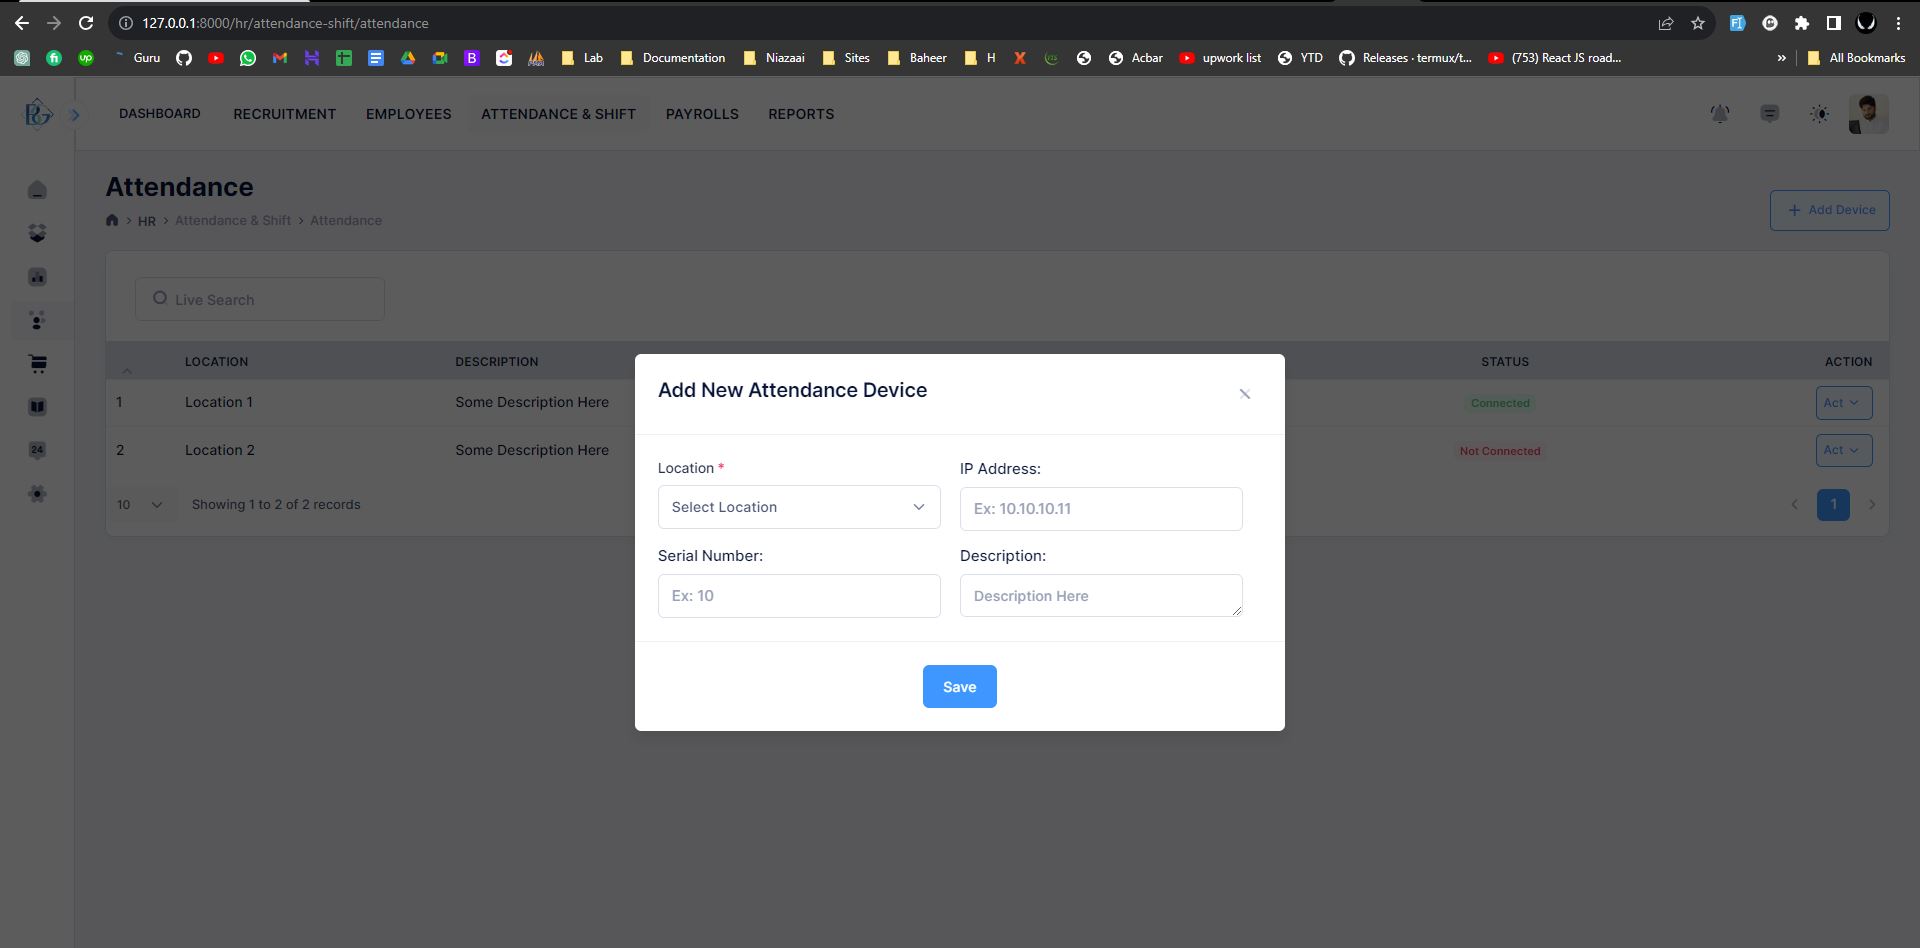 127.0.0.1:8000/hr/attendance-shift/attendance
Guru
Lab
Documentation
Niazaai
Sites
Baheer
H
Acbar
upwork list
YTD
Releases · termux/t...
(753) React JS road...
»
All Bookmarks
DASHBOARD
RECRUITMENT
EMPLOYEES
ATTENDANCE & SHIFT
PAYROLLS
REPORTS
Attendance
> HR > Attendance & Shift > Attendance
+ Add Device
Live Search
LOCATION
DESCRIPTION
STATUS
ACTION
1
Location 1
Some Description Here
Connected
Act
2
Location 2
Some Description Here
Not Connected
Act
10
Showing 1 to 2 of 2 records
1
24
Add New Attendance Device
Location *
IP Address:
Select Location
Ex: 10.10.10.11
Serial Number:
Description:
Ex: 10
Description Here
Save